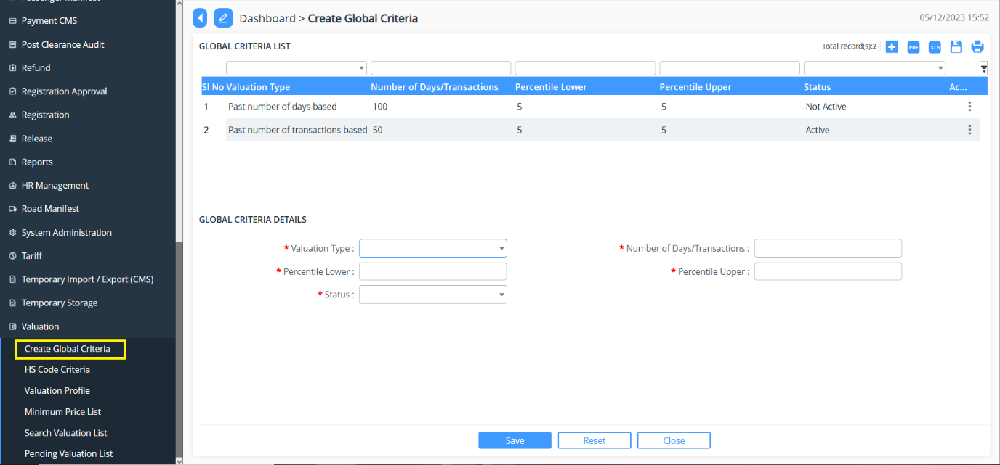 Passenger Manifest
Payment CMS
Post Clearance Audit
Refund
Registration Approval
Registration
Release
Reports
HR Management
Road Manifest
System Administration
Tariff
Temporary Import / Export (CMS)
Temporary Storage
Valuation
Create Global Criteria
HS Code Criteria
Valuation Profile
Minimum Price List
Search Valuation List
Pending Valuation List
Dashboard > Create Global Criteria
05/12/2023 15:52
GLOBAL CRITERIA LIST
Total record(s):2
PDF
XLS
Sl No Valuation Type Number of Days/Transactions Percentile Lower Percentile Upper Status Ac...
1 Past number of days based 100 5 5 Not Active
2 Past number of transactions based 50 5 5 Active
GLOBAL CRITERIA DETAILS
* Valuation Type : * Number of Days/Transactions :
* Percentile Lower : * Percentile Upper :
* Status :
Save Reset Close